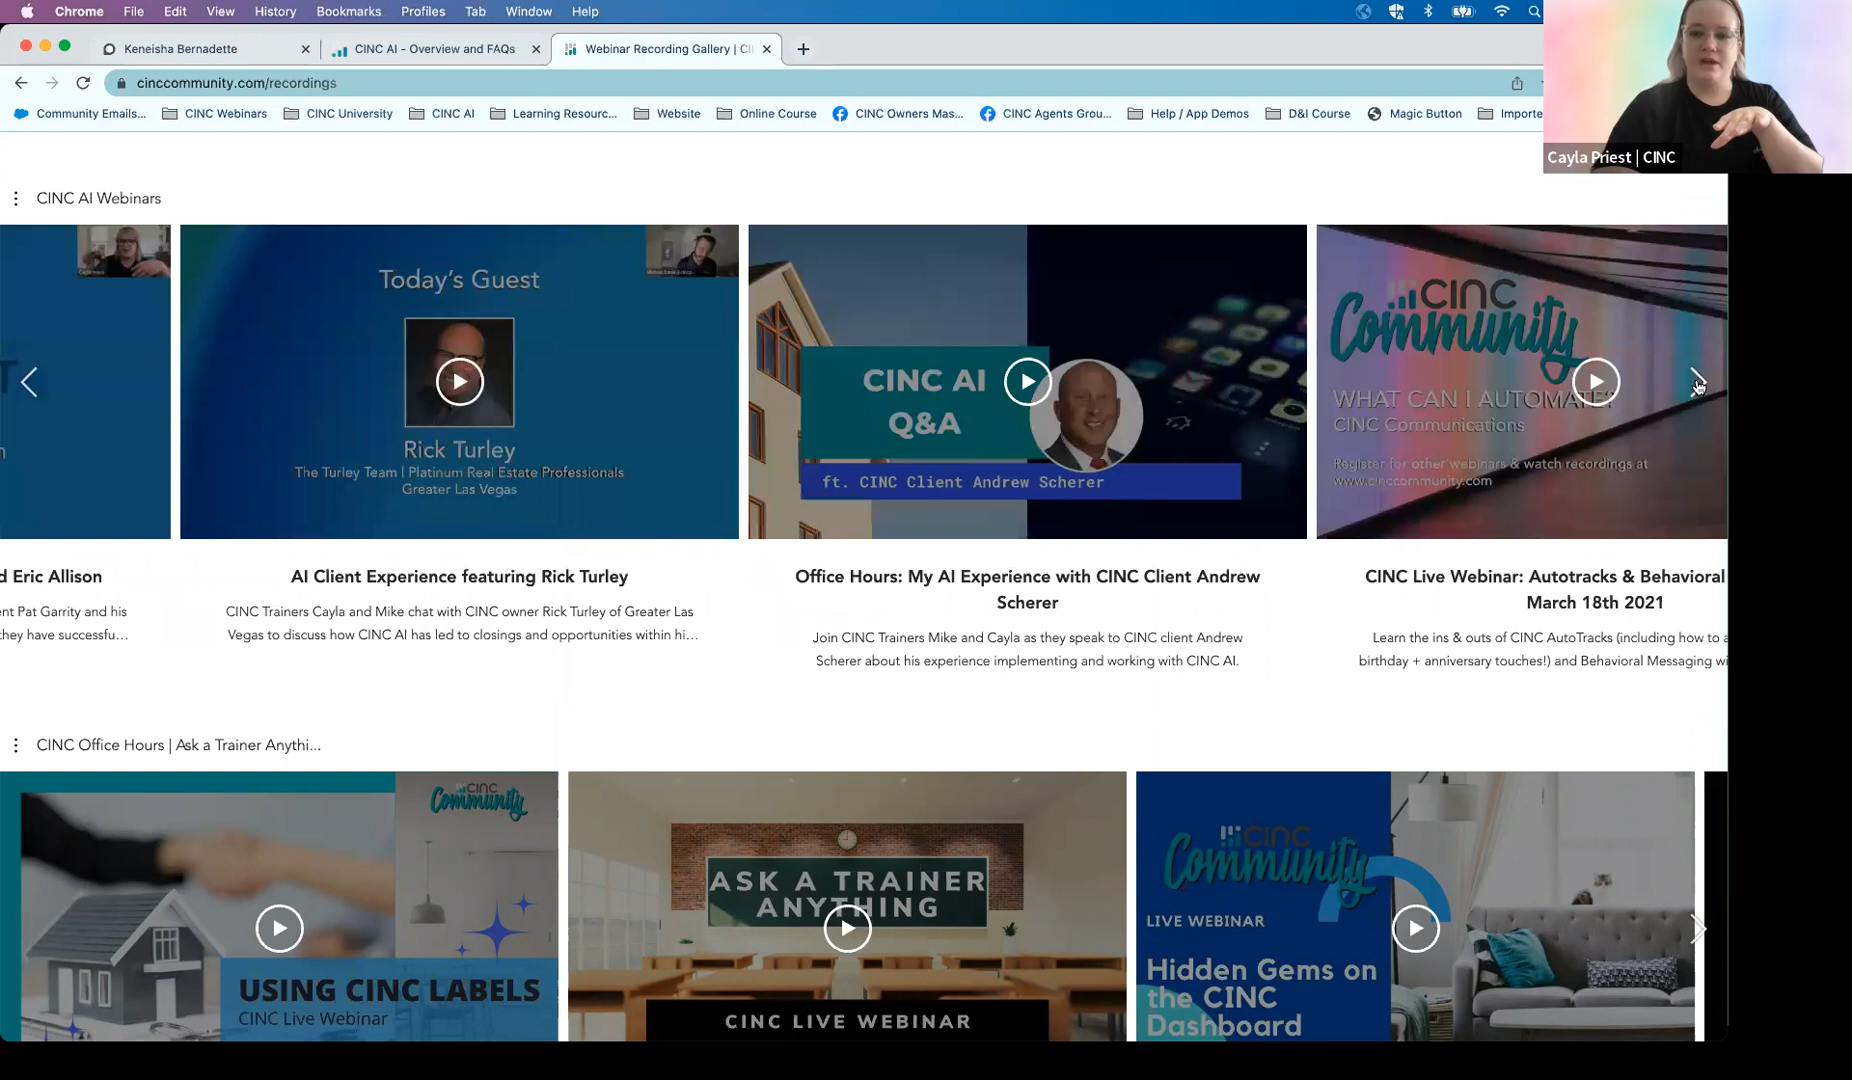 Chrome File Edit View History Bookmarks Profiles Tab Window Help
Keneisha Bernadette
CINC AI - Overview and FAQs
Webinar Recording Gallery | CI
cinccommunity.com/recordings
Community Emails...
CINC Webinars
CINC University
CINC AI
Learning Resourc...
Website
Online Course
CINC Owners Mas...
CINC Agents Grou...
Help / App Demos
D&I Course
Magic Button
Importe
Cayla Priest | CINC
CINC AI Webinars
Today's Guest
Rick Turley
The Turley Team | Platinum Real Estate Professionals
Greater Las Vegas
CINC AI
Q&A
ft. CINC Client Andrew Scherer
CINC
Community
WHAT CAN I AUTOMATE?
CINC Communications
Register for other webinars & watch recordings at
www.cinccommunity.com
d Eric Allison
ent Pat Garrity and his
they have successfu...
AI Client Experience featuring Rick Turley
CINC Trainers Cayla and Mike chat with CINC owner Rick Turley of Greater Las
Vegas to discuss how CINC AI has led to closings and opportunities within hi...
Office Hours: My AI Experience with CINC Client Andrew
Scherer
Join CINC Trainers Mike and Cayla as they speak to CINC client Andrew
Scherer about his experience implementing and working with CINC AI.
CINC Live Webinar: Autotracks & Behavioral
March 18th 2021
Learn the ins & outs of CINC AutoTracks (including how to a
birthday + anniversary touches!) and Behavioral Messaging wi
CINC Office Hours | Ask a Trainer Anythi...
CINC
Community
USING CINC LABELS
CINC Live Webinar
ASK A TRAINER
ANYTHING
CINC LIVE WEBINAR
CINC
Community
LIVE WEBINAR
Hidden Gems on
the CINC
Dashboard